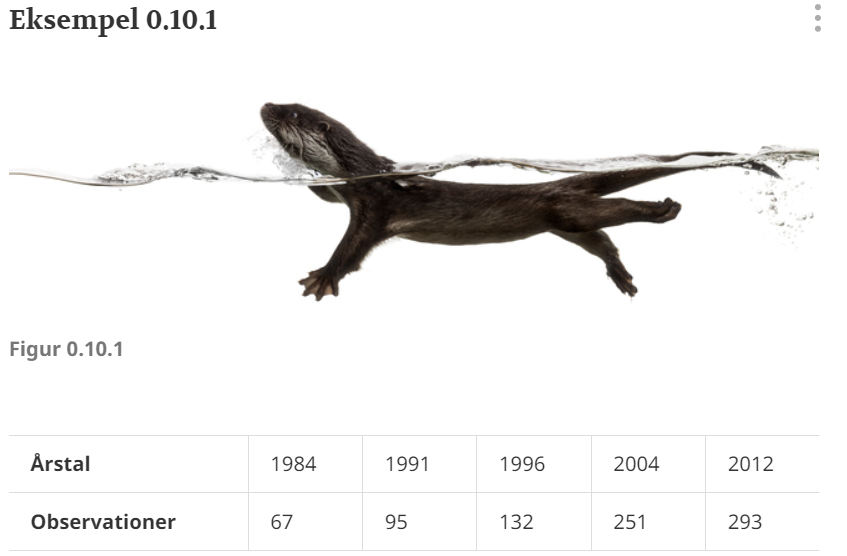 Eksempel 0.10.1
Figur 0.10.1
Årstal 1984 1991 1996 2004 2012
Observationer 67 95 132 251 293